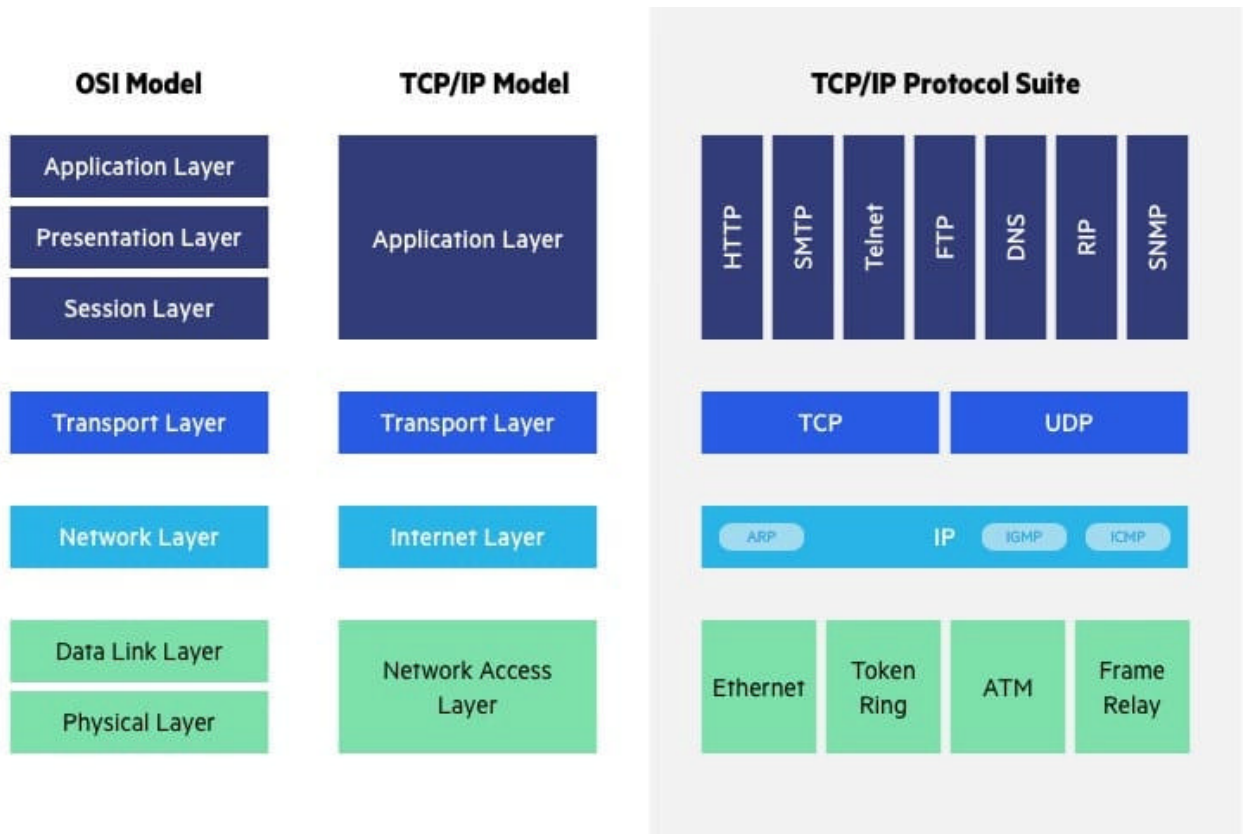 OSI Model
TCP/IP Model
TCP/IP Protocol Suite
Application Layer
Presentation Layer
Session Layer
Application Layer
HTTP
SMTP
Telnet
FTP
DNS
RIP
SNMP
Transport Layer
Transport Layer
TCP
UDP
Network Layer
Internet Layer
ARP
IP
IGMP
ICMP
Data Link Layer
Physical Layer
Network Access
Layer
Ethernet
Token
Ring
ATM
Frame
Relay